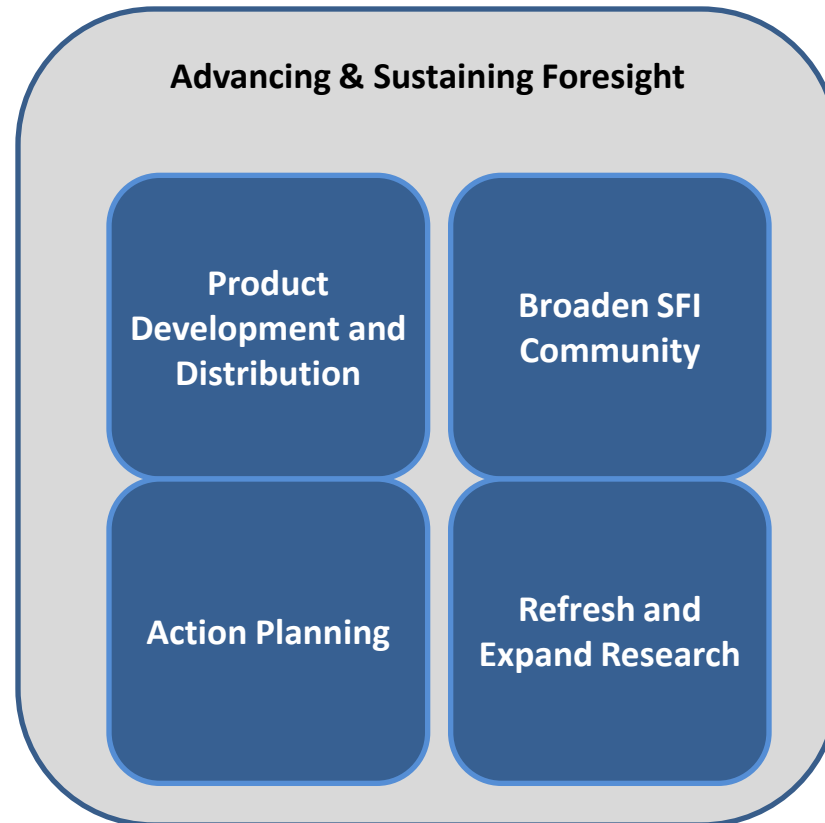 Advancing & Sustaining Foresight
Product
Development and
Distribution
Broaden SFI
Community
Action Planning
Refresh and
Expand Research